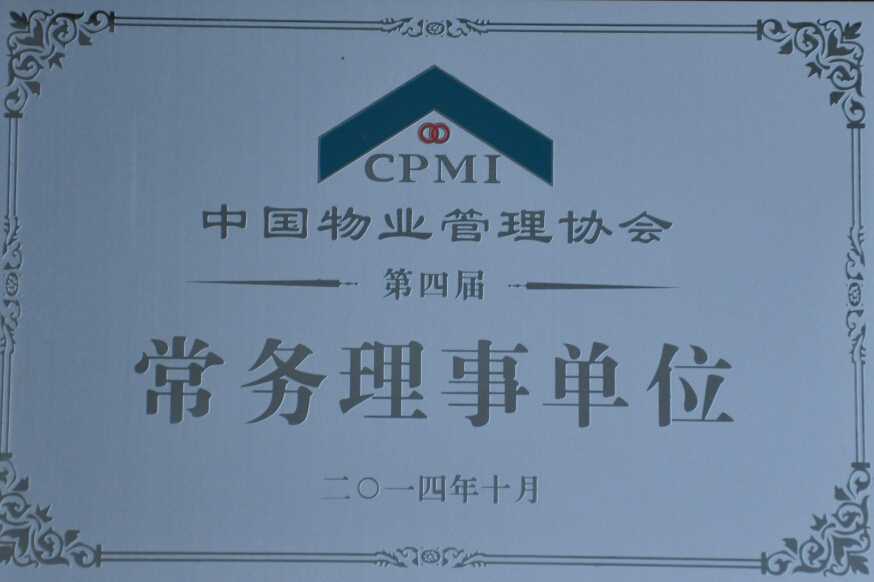 CPMI
中国物业管理协会
第四届
常务理事单位
二〇一四年十月